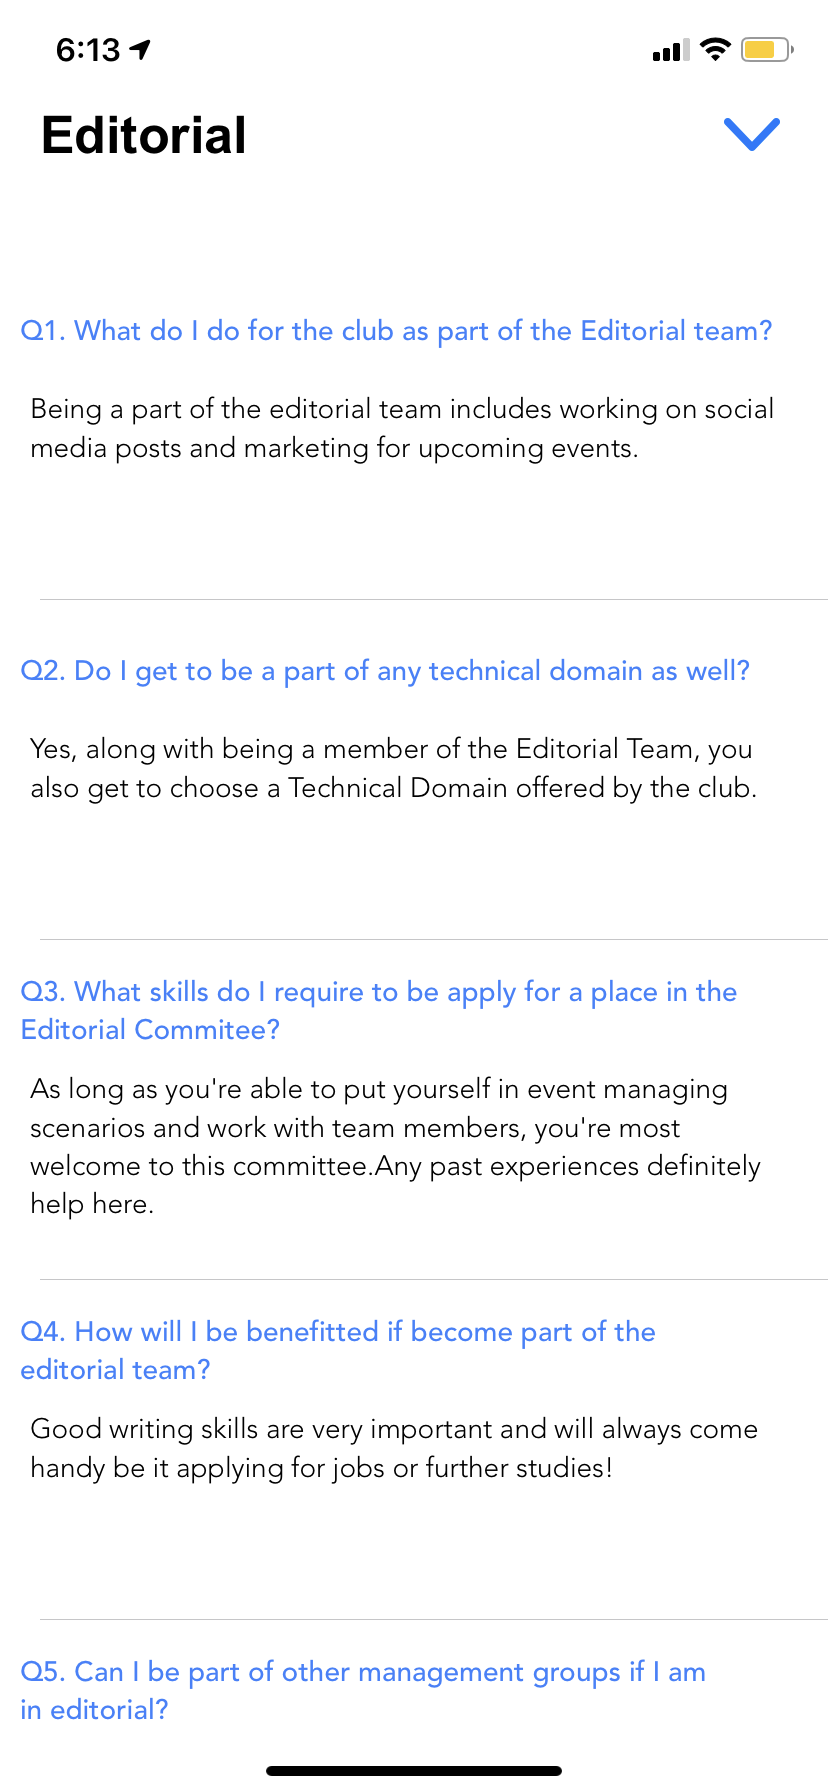 6:13
Editorial
Q1. What do I do for the club as part of the Editorial team?
Being a part of the editorial team includes working on social
media posts and marketing for upcoming events.
Q2. Do I get to be a part of any technical domain as well?
Yes, along with being a member of the Editorial Team, you
also get to choose a Technical Domain offered by the club.
Q3. What skills do I require to be apply for a place in the
Editorial Commitee?
As long as you're able to put yourself in event managing
scenarios and work with team members, you're most
welcome to this committee.Any past experiences definitely
help here.
Q4. How will I be benefitted if become part of the
editorial team?
Good writing skills are very important and will always come
handy be it applying for jobs or further studies!
Q5. Can I be part of other management groups if I am
in editorial?